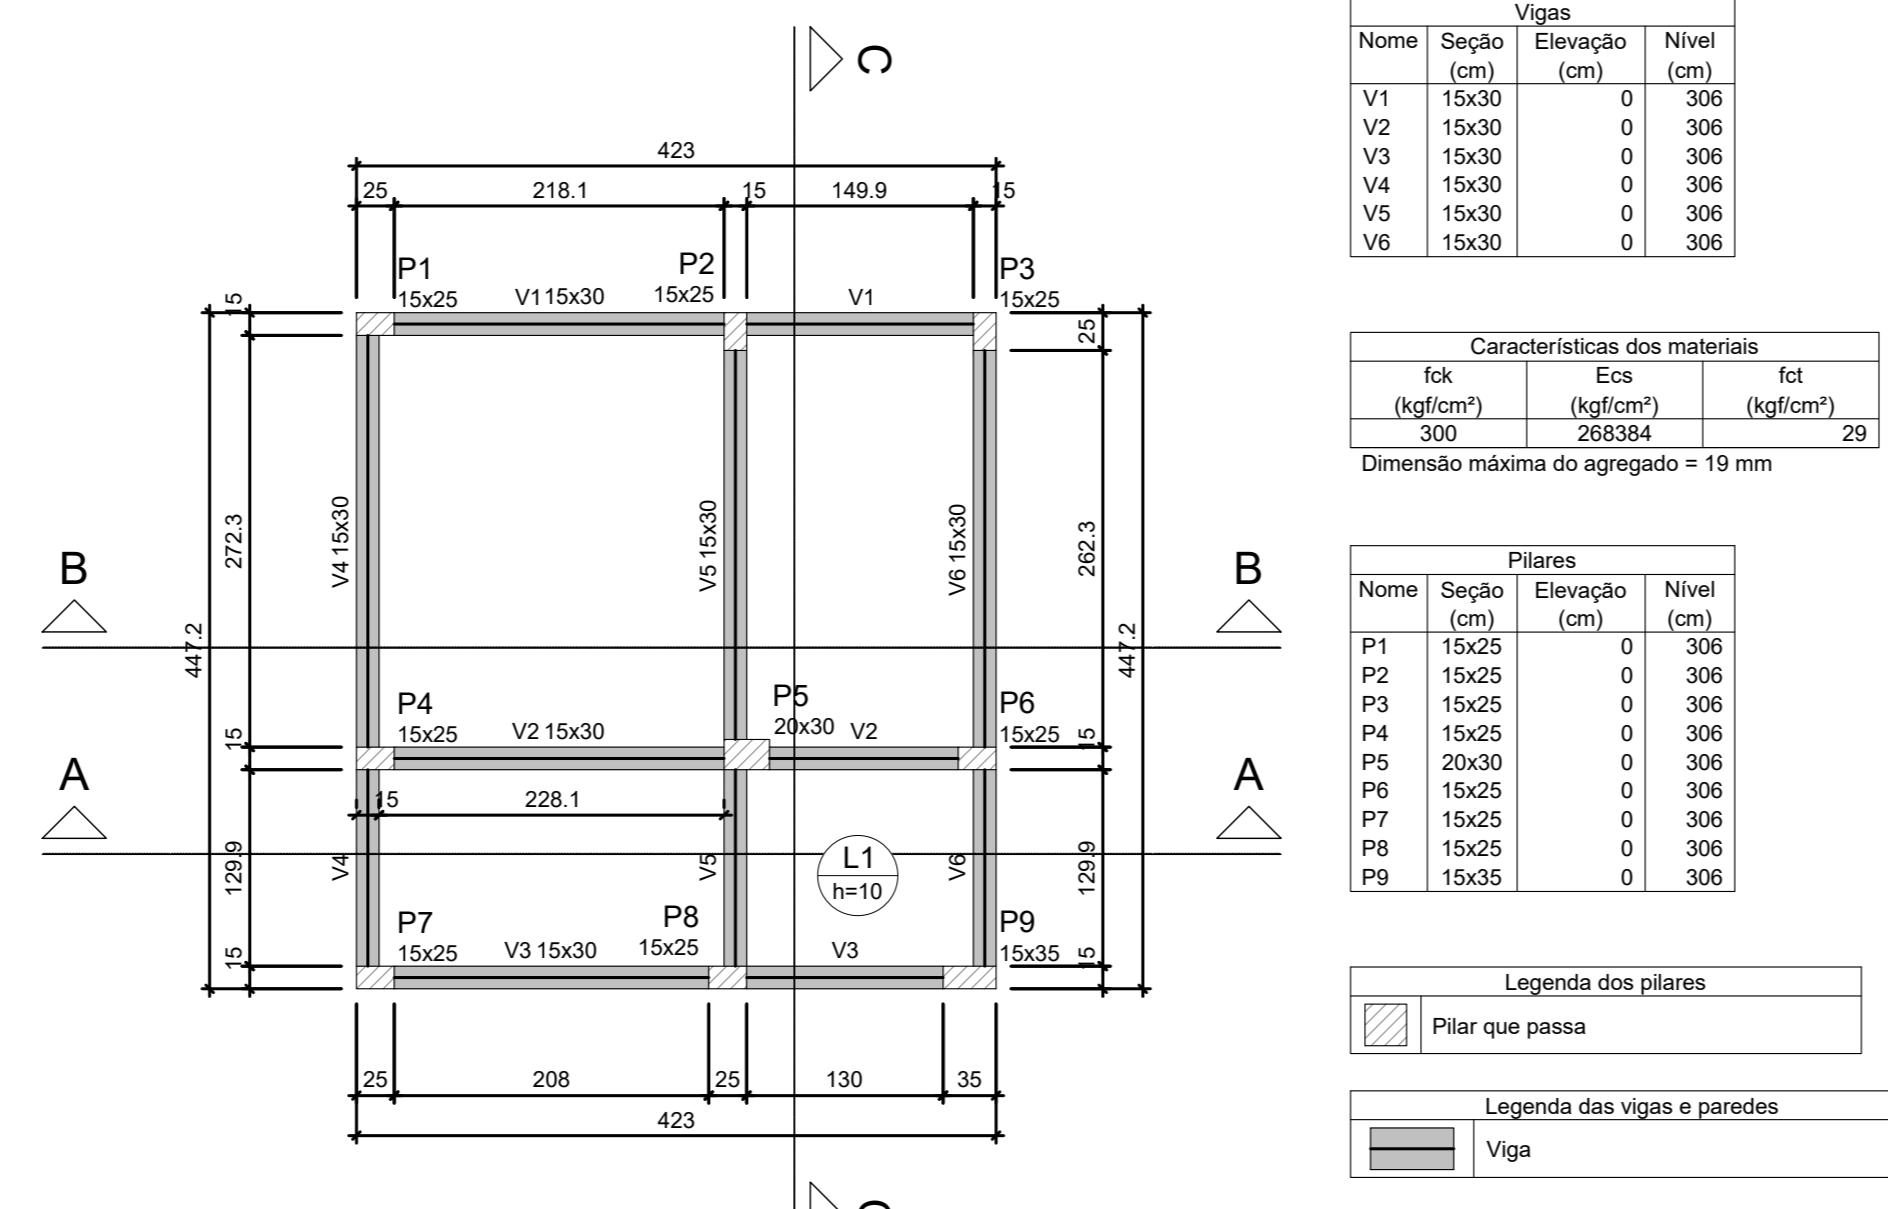 C
423
25 218.1 15 149.9 15
P1 P2 P3
15x25 V1 15x30 15x25 V1 15x25
15
25
272.3
V4 15x30
V5 15x30
V6 15x30
262.3
B B
447.2
447.2
P4 P5 P6
15x25 V2 15x30 20x30 V2 15x25
15
15
A A
15 228.1
129.9
V4
V5
L1
h=10
V6
129.9
P7 P8 P9
15x25 V3 15x30 15x25 V3 15x35
15
15
25 208 25 130 35
423
Vigas
Nome Seção Elevação Nível
(cm) (cm) (cm)
V1 15x30 0 306
V2 15x30 0 306
V3 15x30 0 306
V4 15x30 0 306
V5 15x30 0 306
V6 15x30 0 306
Características dos materiais
fck Ecs fct
(kgf/cm²) (kgf/cm²) (kgf/cm²)
300 268384 29
Dimensão máxima do agregado = 19 mm
Pilares
Nome Seção Elevação Nível
(cm) (cm) (cm)
P1 15x25 0 306
P2 15x25 0 306
P3 15x25 0 306
P4 15x25 0 306
P5 20x30 0 306
P6 15x25 0 306
P7 15x25 0 306
P8 15x25 0 306
P9 15x35 0 306
Legenda dos pilares
Pilar que passa
Legenda das vigas e paredes
Viga